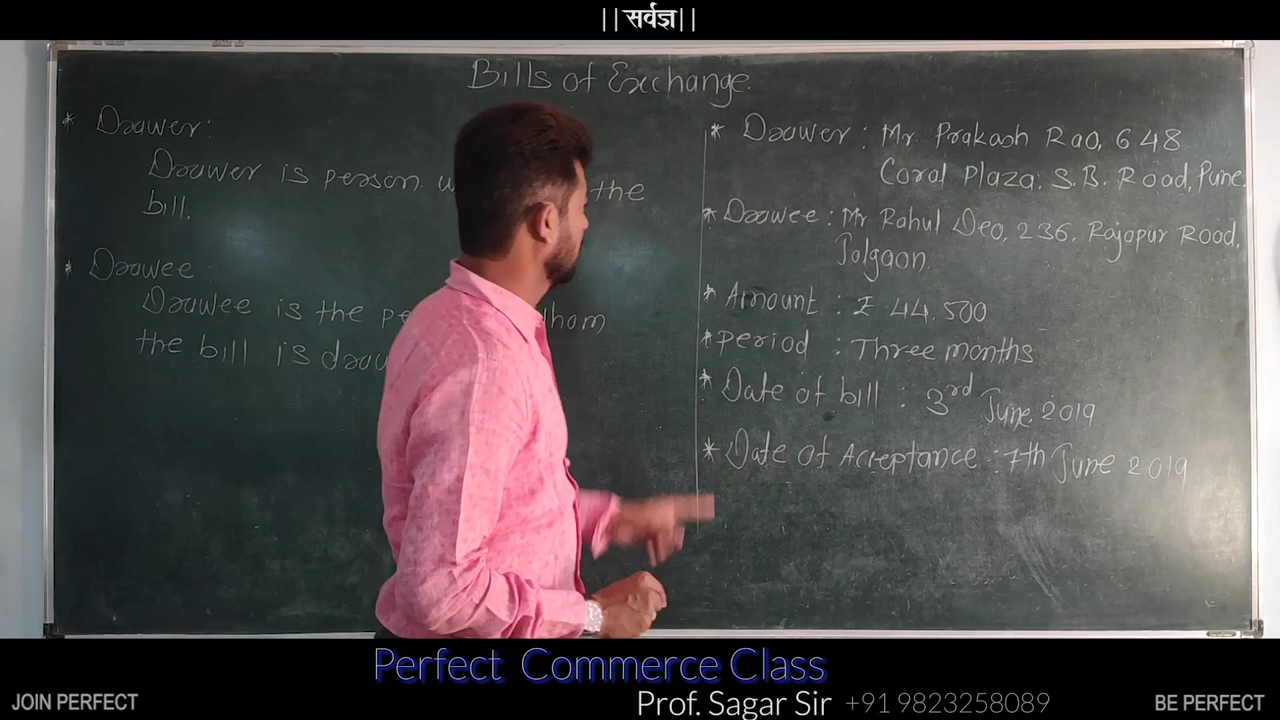 ||सर्वज्ञ||
Bills of Exchange.
* Drawer:
Drawer is person the
bill.
* Drawee :
Drawee is the whom
the bill is
* Drawer : Mr. Prakash Rao, 648
Coral Plaza, S.B. Road, Pune.
* Drawee : Mr Rahul Deo, 236, Rajapur Road,
Jalgaon.
* Amount : ₹ 44,500
* Period : Three months
* Date of bill : 3rd June 2019
* Date of Acceptance : 7th June 2019
Perfect Commerce Class
JOIN PERFECT Prof. Sagar Sir +91 9823258089 BE PERFECT